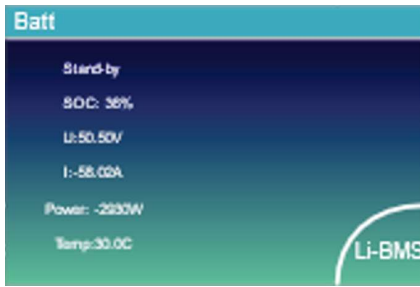 Batt
Stand-by
SOC: 36%
U:50.50V
I:-58.02A
Power: -2930W
Temp:30.0C
Li-BMS